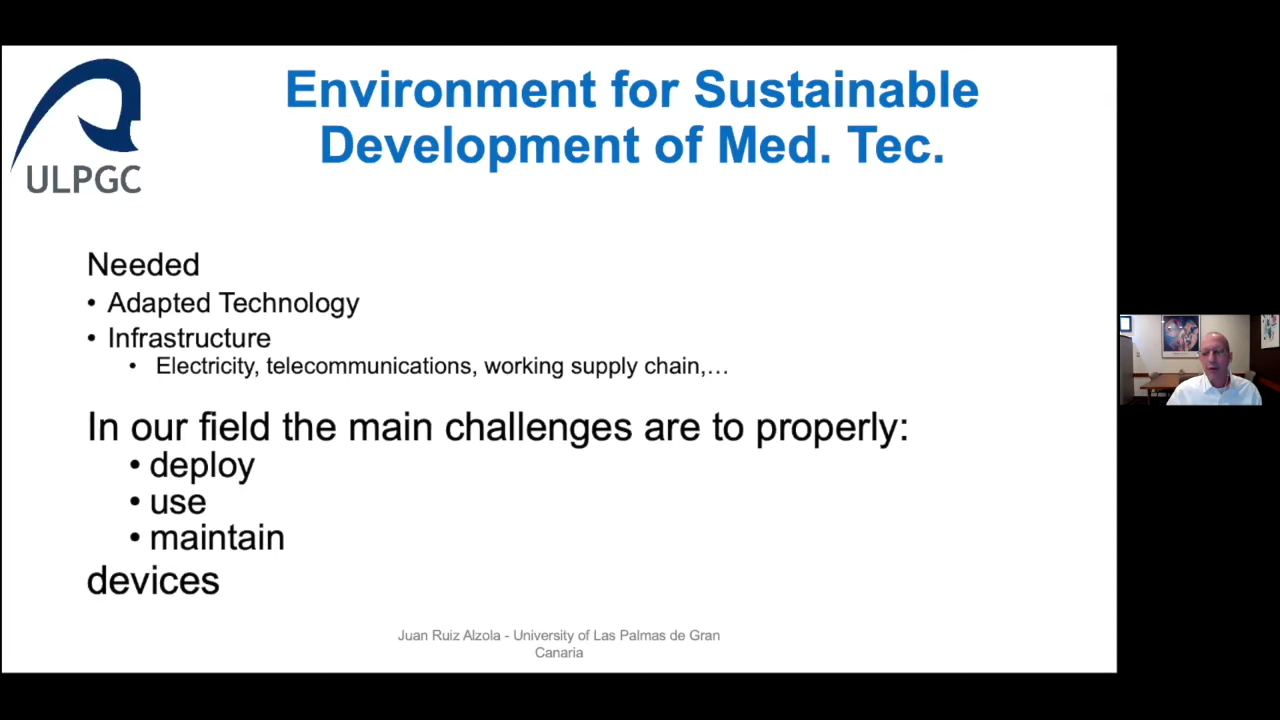 Environment for Sustainable
Development of Med. Tec.
ULPGC
Needed
• Adapted Technology
• Infrastructure
• Electricity, telecommunications, working supply chain,…
In our field the main challenges are to properly:
• deploy
• use
• maintain
devices
Juan Ruiz Alzola - University of Las Palmas de Gran
Canaria